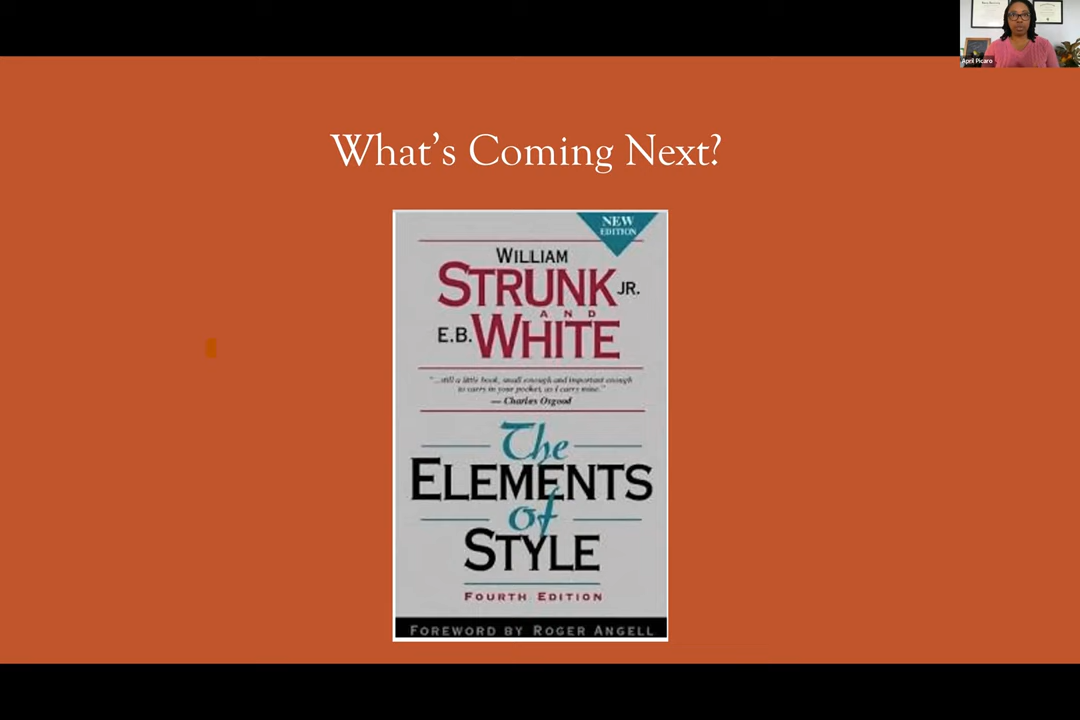 April Picaro
What's Coming Next?
NEW
EDITION
WILLIAM
STRUNK JR.
AND
E.B. WHITE
"...still a little book, small enough and important enough
to carry in your pocket, as I carry mine."
— Charles Osgood
The
ELEMENTS
of
STYLE
FOURTH EDITION
FOREWORD BY ROGER ANGELL